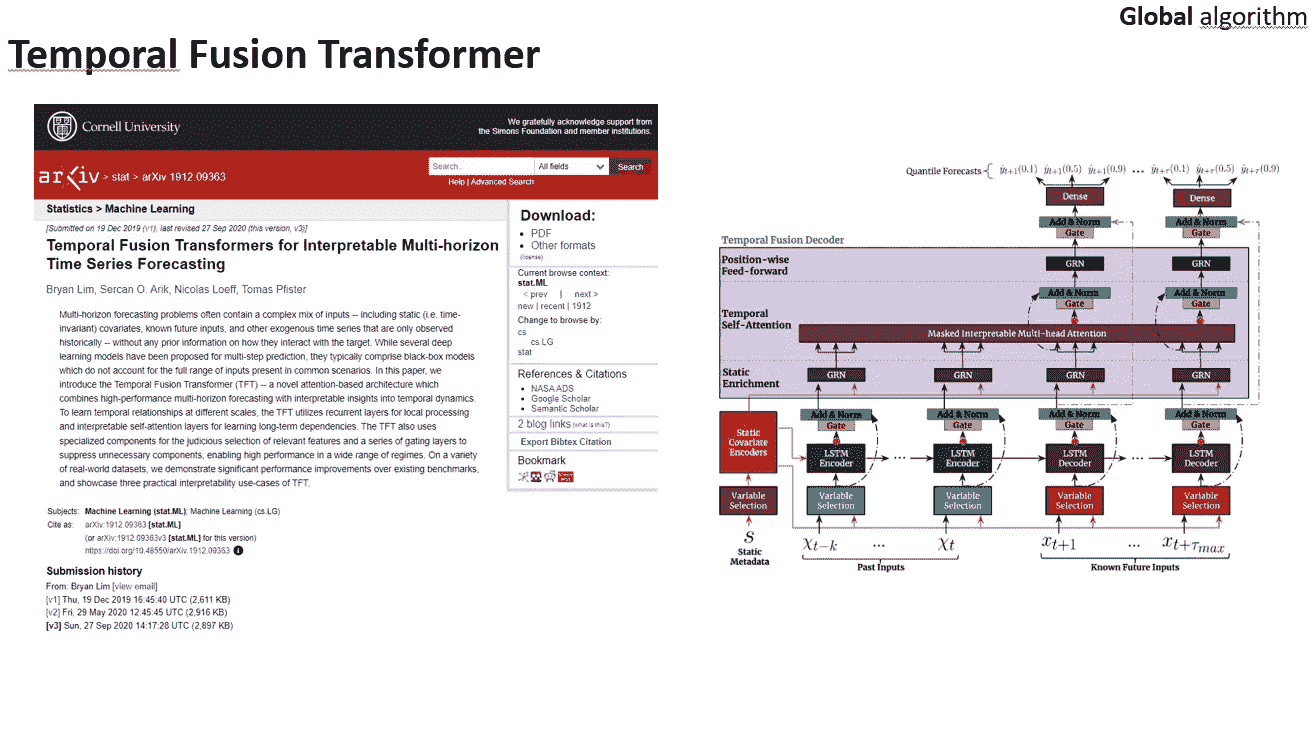 Global algorithm
Temporal Fusion Transformer
Cornell University
We gratefully acknowledge support from
the Simons Foundation and member institutions.
arXiv > stat > arXiv 1912.09363
Search...
All fields
Search
Help | Advanced Search
Statistics > Machine Learning
[Submitted on 19 Dec 2019 (v1), last revised 27 Sep 2020 (this version, v3)]
Temporal Fusion Transformers for Interpretable Multi-horizon
Time Series Forecasting
Bryan Lim, Sercan O. Arik, Nicolas Loeff, Tomas Pfister
Multi-horizon forecasting problems often contain a complex mix of inputs -- including static (i.e. time-
invariant) covariates, known future inputs, and other exogenous time series that are only observed
historically -- without any prior information on how they interact with the target. While several deep
learning models have been proposed for multi-step prediction, they typically comprise black-box models
which do not account for the full range of inputs present in common scenarios. In this paper, we
introduce the Temporal Fusion Transformer (TFT) -- a novel attention-based architecture which
combines high-performance multi-horizon forecasting with interpretable insights into temporal dynamics.
To learn temporal relationships at different scales, the TFT utilizes recurrent layers for local processing
and interpretable self-attention layers for learning long-term dependencies. The TFT also uses
specialized components for the judicious selection of relevant features and a series of gating layers to
suppress unnecessary components, enabling high performance in a wide range of regimes. On a variety
of real-world datasets, we demonstrate significant performance improvements over existing benchmarks,
and showcase three practical interpretability use-cases of TFT.
Subjects: Machine Learning (stat.ML); Machine Learning (cs.LG)
Cite as: arXiv:1912.09363 [stat.ML]
(or arXiv:1912.09363v3 [stat.ML] for this version)
https://doi.org/10.48550/arXiv.1912.09363
Submission history
From: Bryan Lim [view email]
[v1] Thu, 19 Dec 2019 16:45:40 UTC (2,611 KB)
[v2] Fri, 29 May 2020 12:45:45 UTC (2,916 KB)
[v3] Sun, 27 Sep 2020 14:17:28 UTC (2,897 KB)
Download:
• PDF
• Other formats
(license)
Current browse context:
stat.ML
< prev | next >
new | recent | 1912
Change to browse by:
cs
cs.LG
stat
References & Citations
• NASA ADS
• Google Scholar
• Semantic Scholar
2 blog links (what is this?)
Export Bibtex Citation
Bookmark
Quantile Forecasts { ŷt+1(0.1) ŷt+1(0.5) ŷt+1(0.9) ... ŷt+τ(0.1) ŷt+τ(0.5) ŷt+τ(0.9)
Dense Dense
Add & Norm Add & Norm
Gate Gate
Temporal Fusion Decoder
Position-wise
Feed-forward
GRN GRN
Add & Norm Add & Norm
Gate Gate
Temporal
Self-Attention
Masked Interpretable Multi-head Attention
Static
Enrichment
GRN GRN GRN GRN
Add & Norm Add & Norm Add & Norm Add & Norm
Gate Gate Gate Gate
Static
Covariate
Encoders
LSTM
Encoder
...
LSTM
Encoder
LSTM
Decoder
...
LSTM
Decoder
Variable
Selection
Variable
Selection
Variable
Selection
Variable
Selection
Variable
Selection
s χt−k ... χt xt+1 ... xt+τmax
Static
Metadata
Past Inputs
Known Future Inputs